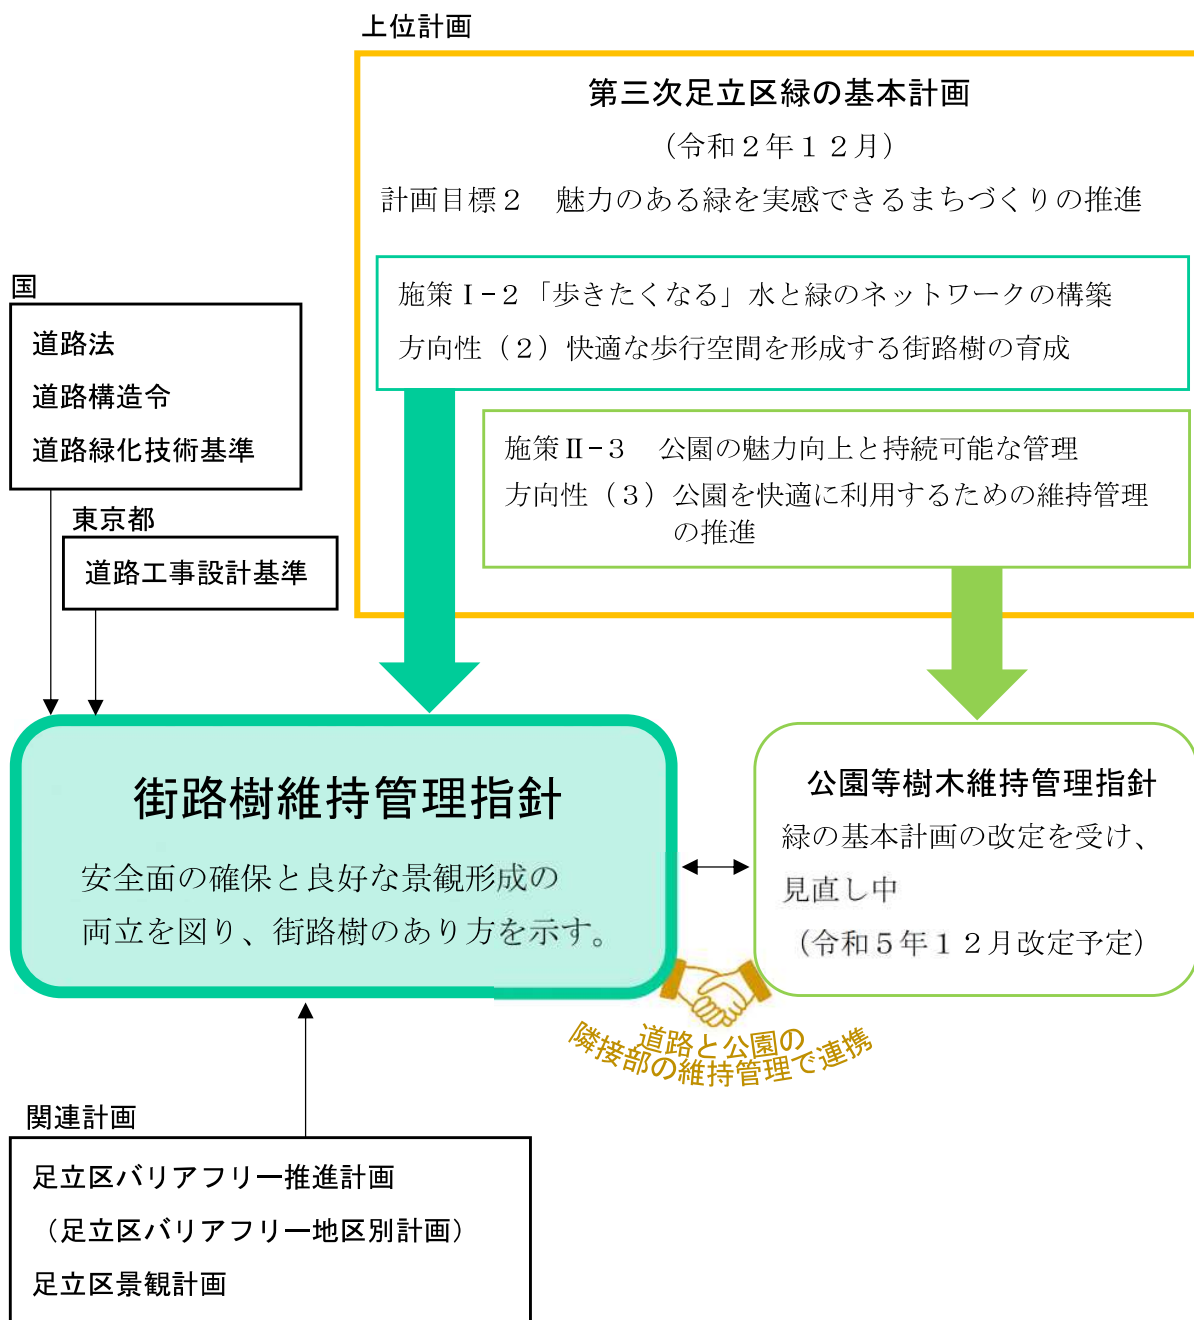 上位計画
第三次足立区緑の基本計画
（令和２年１２月）
計画目標２　魅力のある緑を実感できるまちづくりの推進
施策Ⅰ-２「歩きたくなる」水と緑のネットワークの構築
方向性（２）快適な歩行空間を形成する街路樹の育成
施策Ⅱ-３　公園の魅力向上と持続可能な管理
方向性（３）公園を快適に利用するための維持管理
の推進
国
道路法
道路構造令
道路緑化技術基準
東京都
道路工事設計基準
街路樹維持管理指針
安全面の確保と良好な景観形成の
両立を図り、街路樹のあり方を示す。
公園等樹木維持管理指針
緑の基本計画の改定を受け、
見直し中
（令和５年１２月改定予定）
道路と公園の
隣接部の維持管理で連携
関連計画
足立区バリアフリー推進計画
（足立区バリアフリー地区別計画）
足立区景観計画